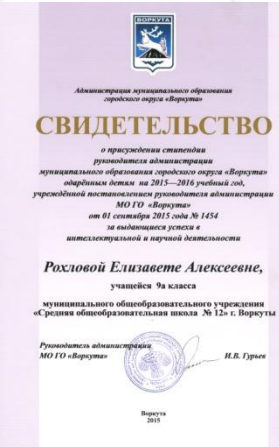 ВОРКУТА
Администрация муниципального образования
городского округа «Воркута»
СВИДЕТЕЛЬСТВО
о присуждении стипендии
руководителя администрации
муниципального образования городского округа «Воркута»
одарённым детям на 2015—2016 учебный год,
учреждённой постановлением руководителя администрации
МО ГО «Воркута»
от 01 сентября 2015 года № 1454
за выдающиеся успехи в
интеллектуальной и научной деятельности
Рохловой Елизавете Алексеевне,
учащейся 9а класса
муниципального общеобразовательного учреждения
«Средняя общеобразовательная школа № 12» г. Воркуты
Руководитель администрации
МО ГО «Воркута» И.В. Гурьев
Воркута
2015